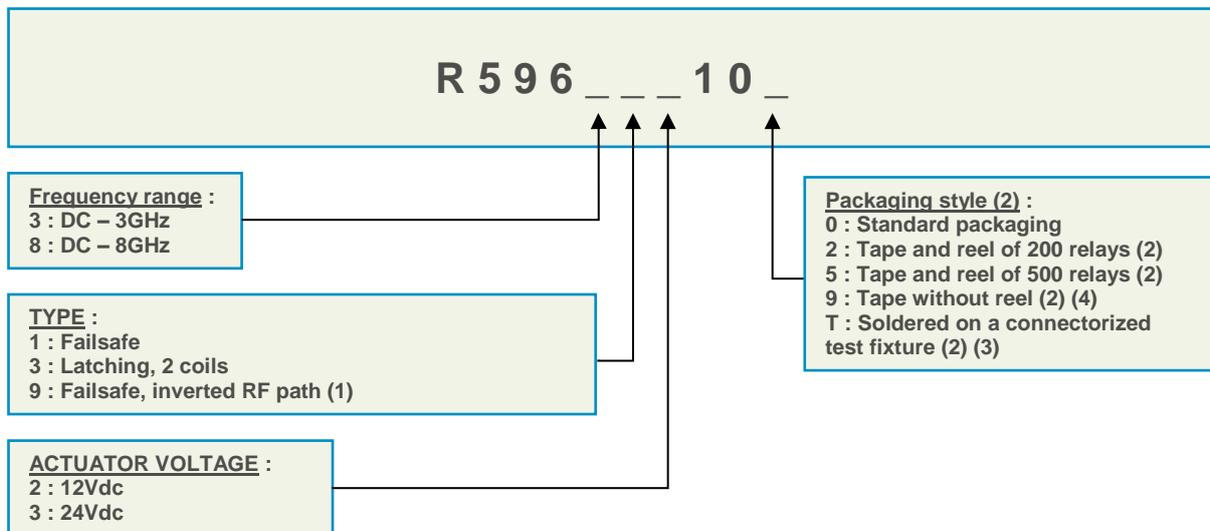 R 5 9 6 _ _ _ 1 0 _
Frequency range :
3 : DC – 3GHz
8 : DC – 8GHz
TYPE :
1 : Failsafe
3 : Latching, 2 coils
9 : Failsafe, inverted RF path (1)
ACTUATOR VOLTAGE :
2 : 12Vdc
3 : 24Vdc
Packaging style (2) :
0 : Standard packaging
2 : Tape and reel of 200 relays (2)
5 : Tape and reel of 500 relays (2)
9 : Tape without reel (2) (4)
T : Soldered on a connectorized
test fixture (2) (3)